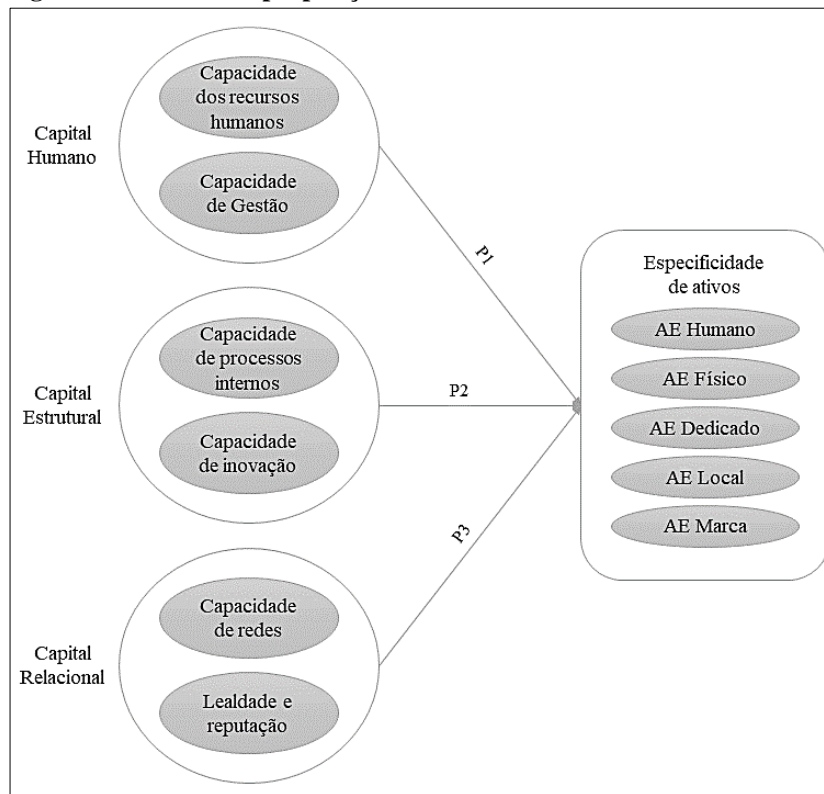 Capacidade
dos recursos
humanos
Capital
Humano
Capacidade
de Gestão
P1
Especificidade
de ativos
AE Humano
AE Físico
AE Dedicado
AE Local
AE Marca
Capacidade
de processos
internos
Capital
Estrutural
Capacidade
de inovação
P2
P3
Capacidade
de redes
Capital
Relacional
Lealdade e
reputação